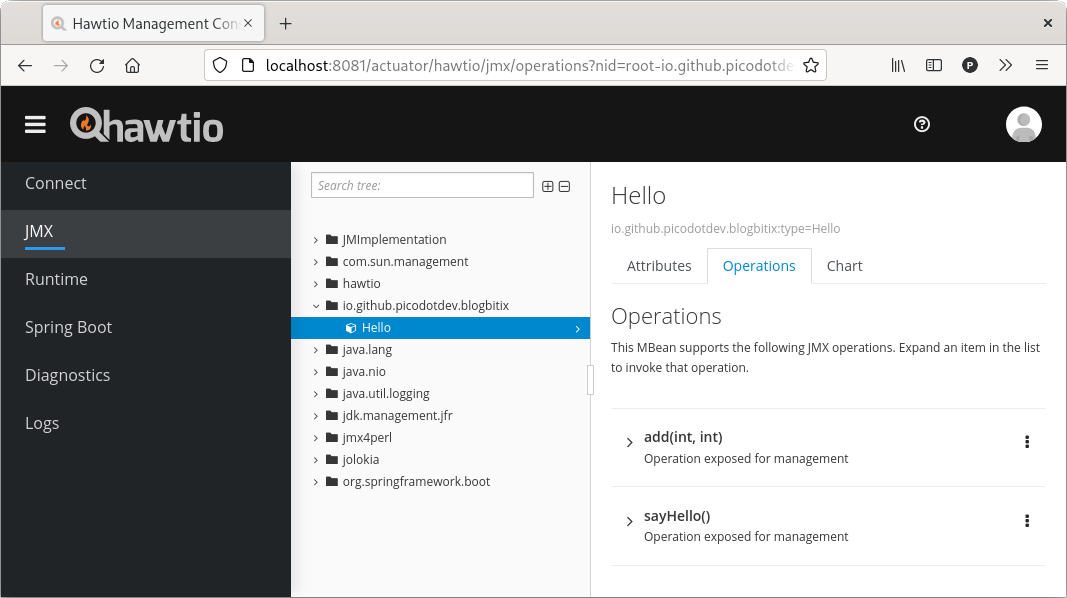 Hawtio Management Con
localhost:8081/actuator/hawtio/jmx/operations?nid=root-io.github.picodotde
P
hawtio
Connect
JMX
Runtime
Spring Boot
Diagnostics
Logs
Search tree:
JMImplementation
com.sun.management
hawtio
io.github.picodotdev.blogbitix
Hello
java.lang
java.nio
java.util.logging
jdk.management.jfr
jmx4perl
jolokia
org.springframework.boot
Hello
io.github.picodotdev.blogbitix:type=Hello
Attributes Operations Chart
Operations
This MBean supports the following JMX operations. Expand an item in the list
to invoke that operation.
add(int, int)
Operation exposed for management
sayHello()
Operation exposed for management